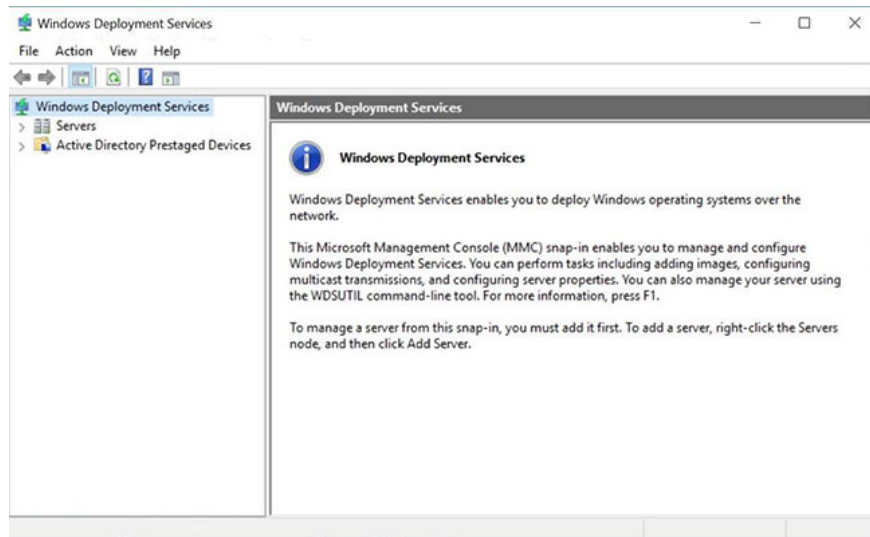 Windows Deployment Services
File Action View Help
Windows Deployment Services
Servers
Active Directory Prestaged Devices
Windows Deployment Services
Windows Deployment Services
Windows Deployment Services enables you to deploy Windows operating systems over the
network.
This Microsoft Management Console (MMC) snap-in enables you to manage and configure
Windows Deployment Services. You can perform tasks including adding images, configuring
multicast transmissions, and configuring server properties. You can also manage your server using
the WDSUTIL command-line tool. For more information, press F1.
To manage a server from this snap-in, you must add it first. To add a server, right-click the Servers
node, and then click Add Server.